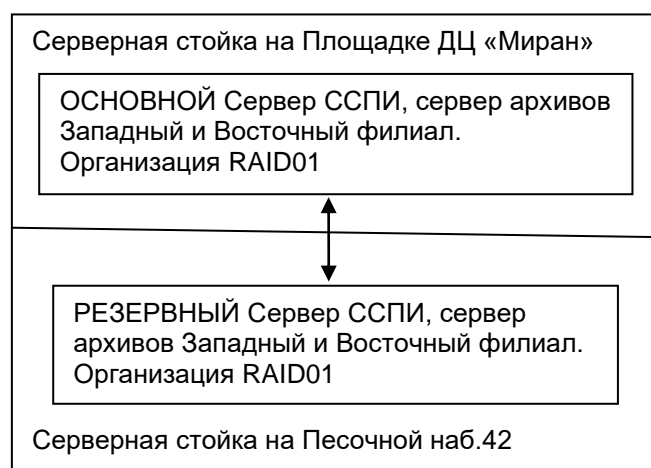 Серверная стойка на Площадке ДЦ «Миран»
ОСНОВНОЙ Сервер ССПИ, сервер архивов
Западный и Восточный филиал.
Организация RAID01
РЕЗЕРВНЫЙ Сервер ССПИ, сервер
архивов Западный и Восточный филиал.
Организация RAID01
Серверная стойка на Песочной наб.42